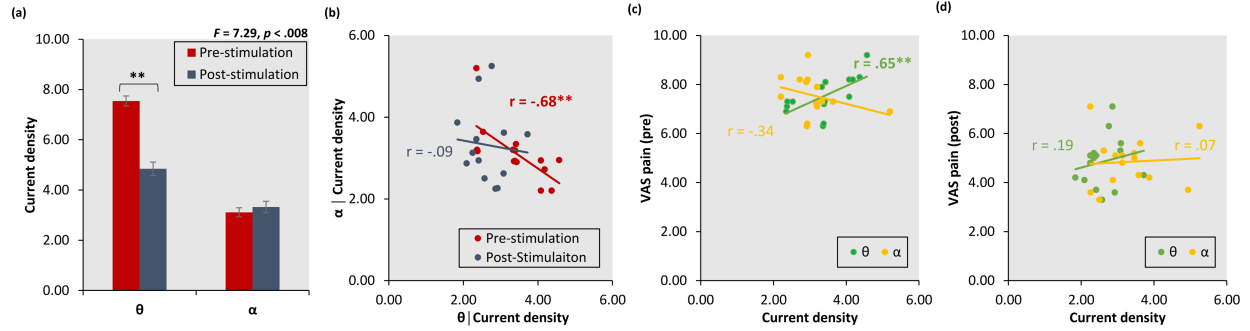 (a)
F = 7.29, p < .008
10.00
8.00
6.00
4.00
2.00
0.00
Current density
Pre-stimulation
Post-stimulation
**
θ
α
(b)
6.00
4.00
2.00
0.00
α | Current density
r = -.68**
r = -.09
Pre-stimulation
Post-Stimulaiton
0.00 2.00 4.00 6.00
θ|Current density
(c)
10.00
8.00
6.00
4.00
2.00
0.00
VAS pain (pre)
r = .65**
r = -.34
θ α
0.00 2.00 4.00 6.00
Current density
(d)
10.00
8.00
6.00
4.00
2.00
0.00
VAS pain (post)
r = .19
r = .07
θ α
0.00 2.00 4.00 6.00
Current density